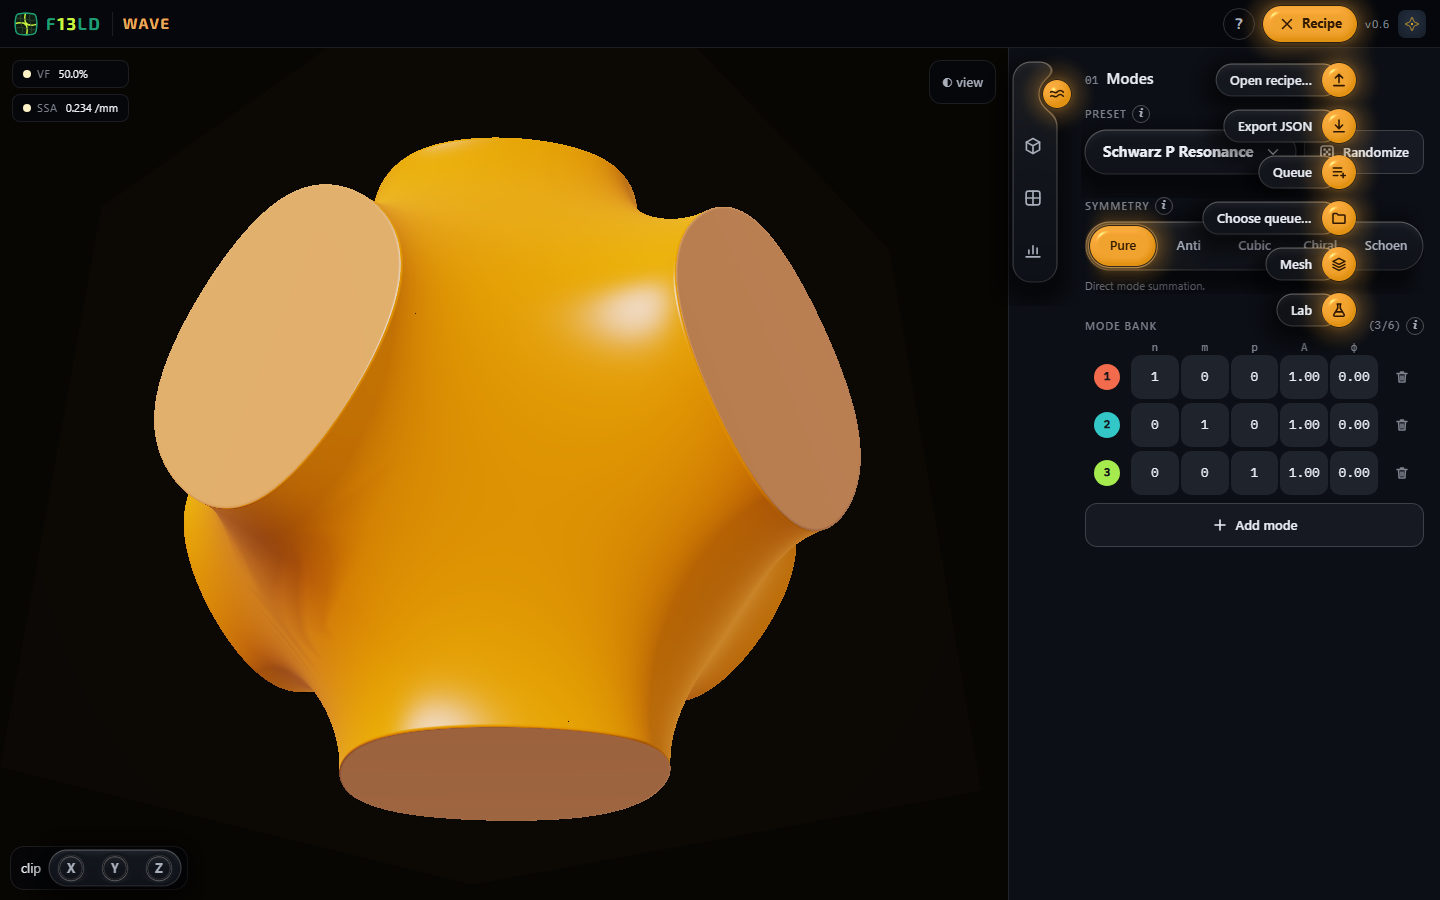 F13LD WAVE
? Recipe v0.6
VF 50.0%
SSA 0.234 /mm
view
01 Modes
Open recipe...
PRESET i
Export JSON
Schwarz P Resonance
Randomize
Queue
SYMMETRY i
Choose queue...
Pure Anti Cubic Chiral Schoen
Mesh
Direct mode summation.
Lab
MODE BANK (3/6) i
n m p A ϕ
1 1 0 0 1.00 0.00
2 0 1 0 1.00 0.00
3 0 0 1 1.00 0.00
+ Add mode
clip X Y Z